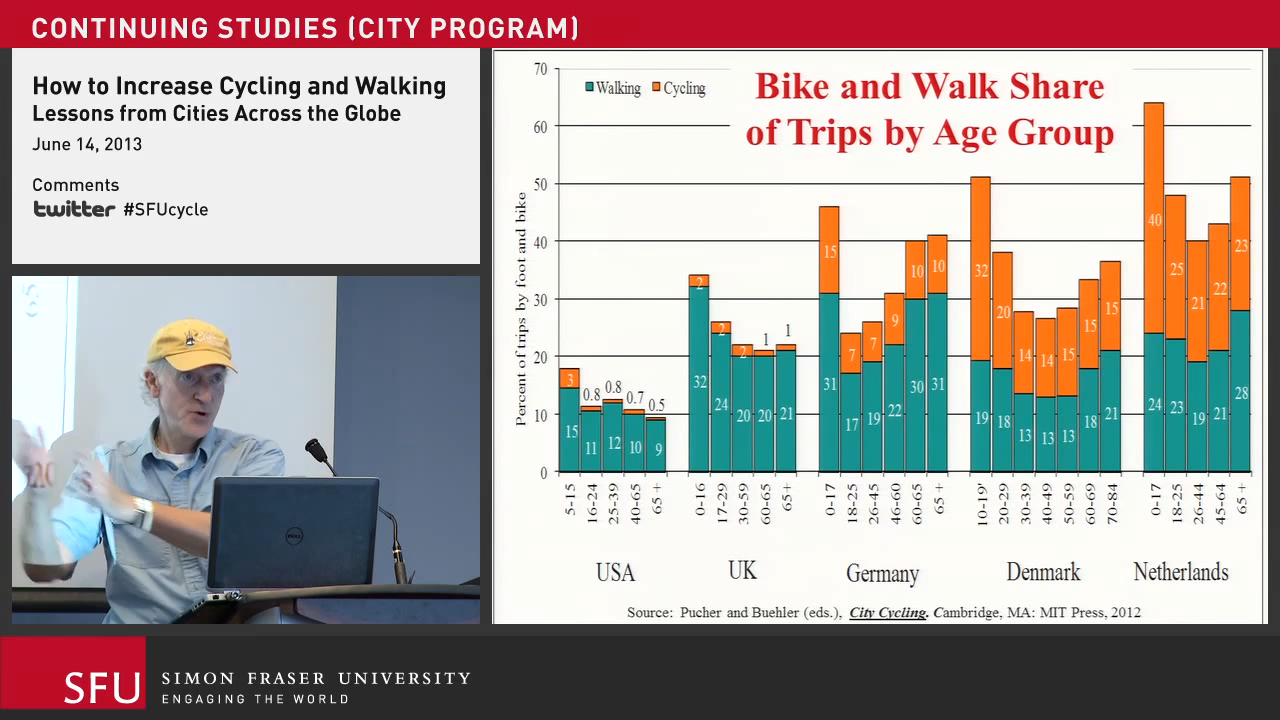 CONTINUING STUDIES (CITY PROGRAM)
How to Increase Cycling and Walking
Lessons from Cities Across the Globe
June 14, 2013
Comments
twitter #SFUcycle
Bike and Walk Share
of Trips by Age Group
Walking Cycling
Percent of trips by foot and bike
70
60
50
40
30
20
10
0
3 0.8 0.8 0.7 0.5
15 11 12 10 9
5-15 16-24 25-39 40-65 65 +
USA
2 2 2 1 1
32 24 20 20 21
0-16 17-29 30-59 60-65 65+
UK
15 7 7 9 10 10
31 17 19 22 30 31
0-17 18-25 26-45 46-60 60-65 65 +
Germany
32 20 14 14 15 15 15
19 18 13 13 13 18 21
10-19 20-29 30-39 40-49 50-59 60-69 70-84
Denmark
40 25 21 22 23
24 23 19 21 28
0-17 18-25 26-44 45-64 65 +
Netherlands
Source: Pucher and Buehler (eds.), City Cycling. Cambridge, MA: MIT Press, 2012
DELL
SFU SIMON FRASER UNIVERSITY
ENGAGING THE WORLD